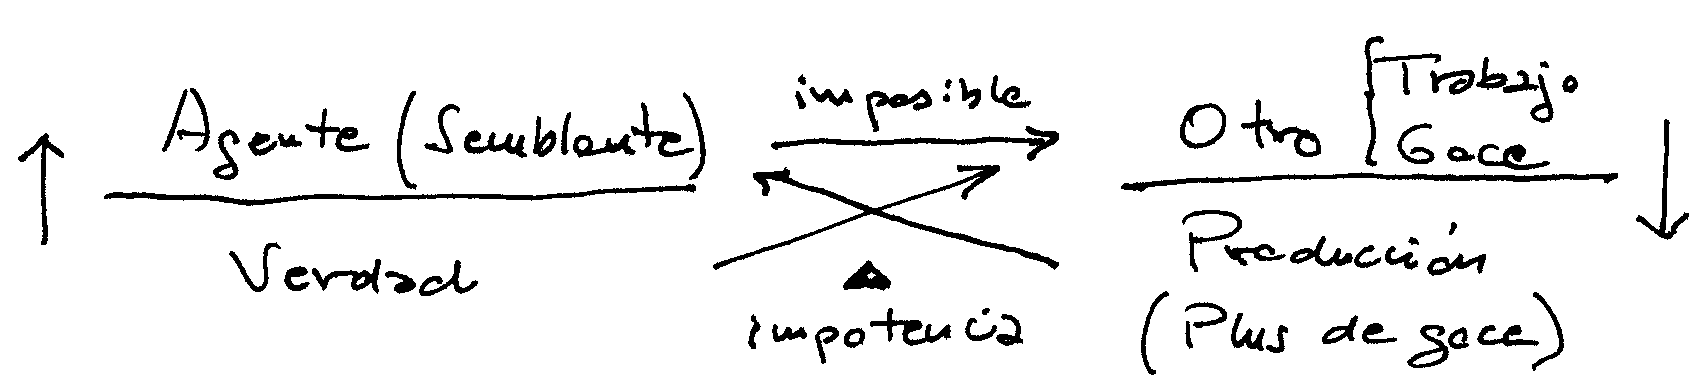 Agente (Semblante)
Verdad
imposible
impotencia
Otro { Trabajo
Goce
Producción
(Plus de goce)